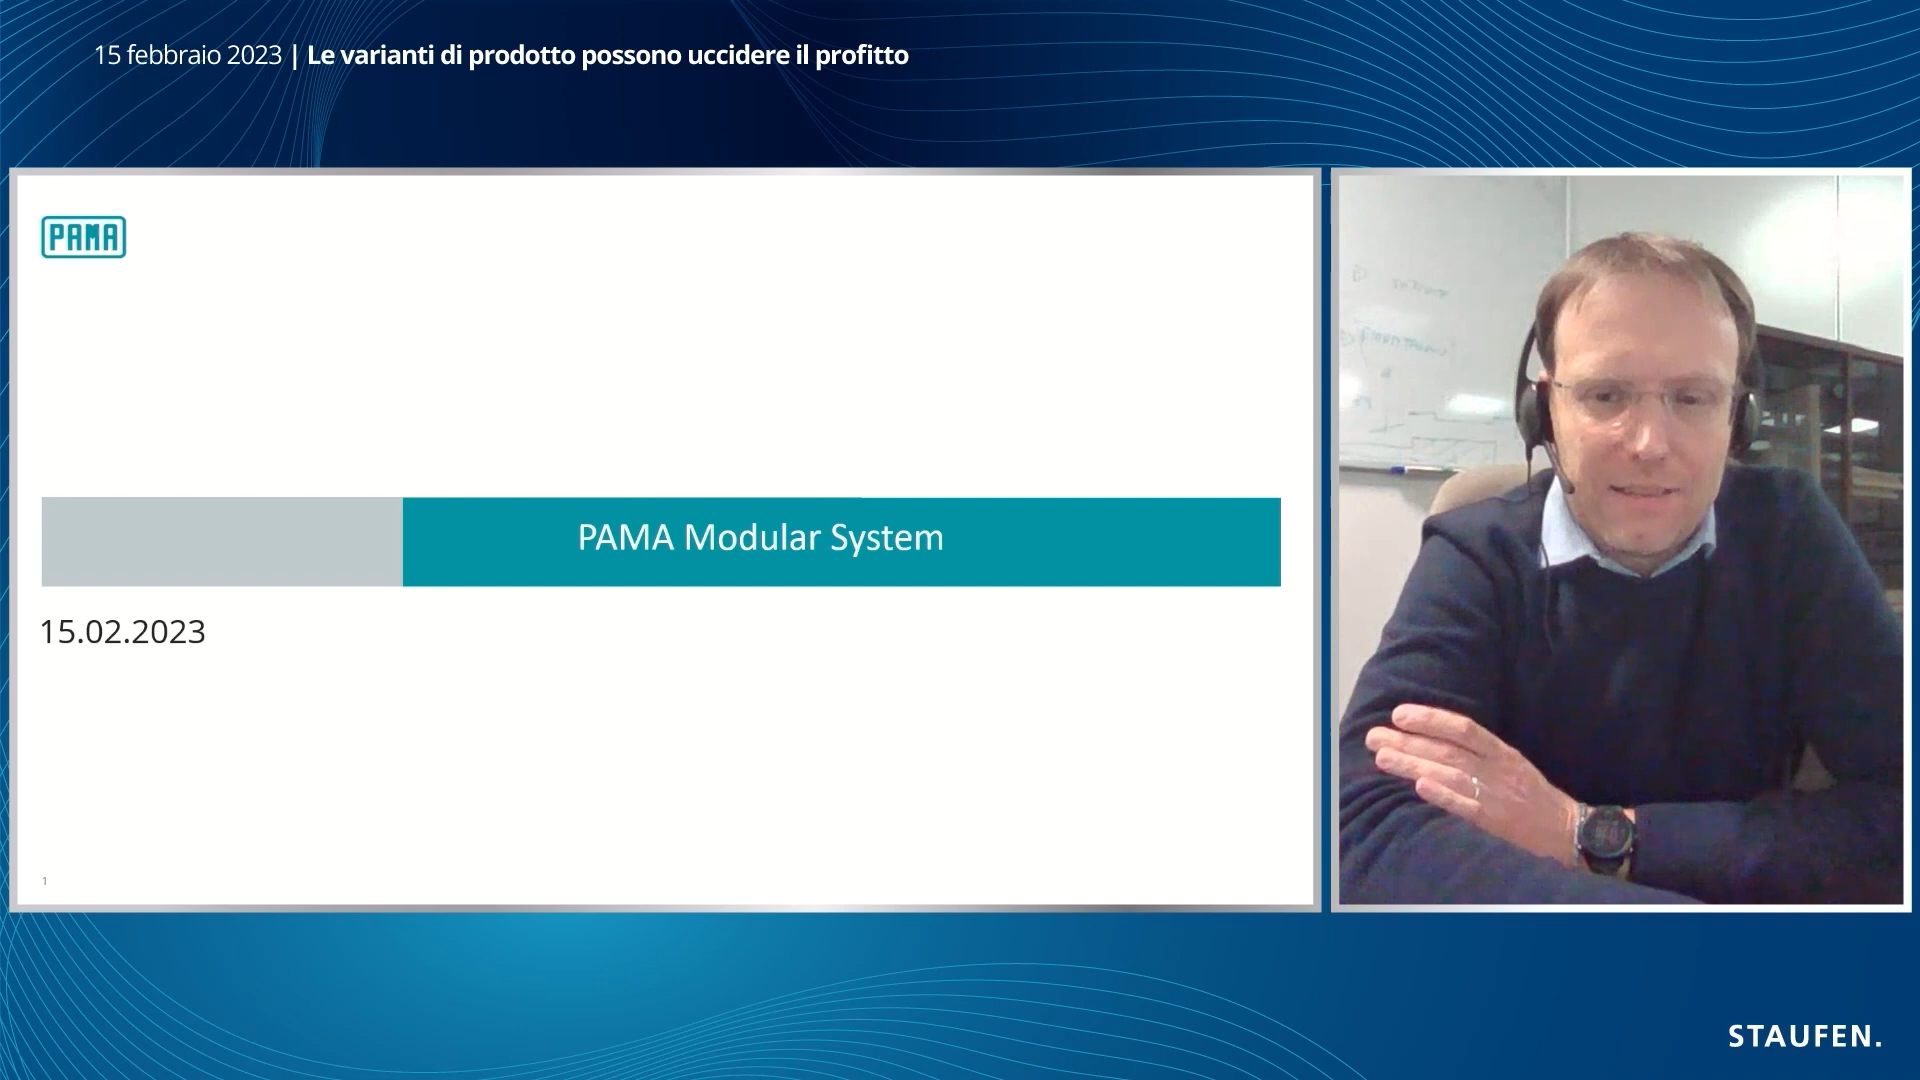 15 febbraio 2023 | Le varianti di prodotto possono uccidere il profitto
PAMA
PAMA Modular System
15.02.2023
1
STAUFEN.